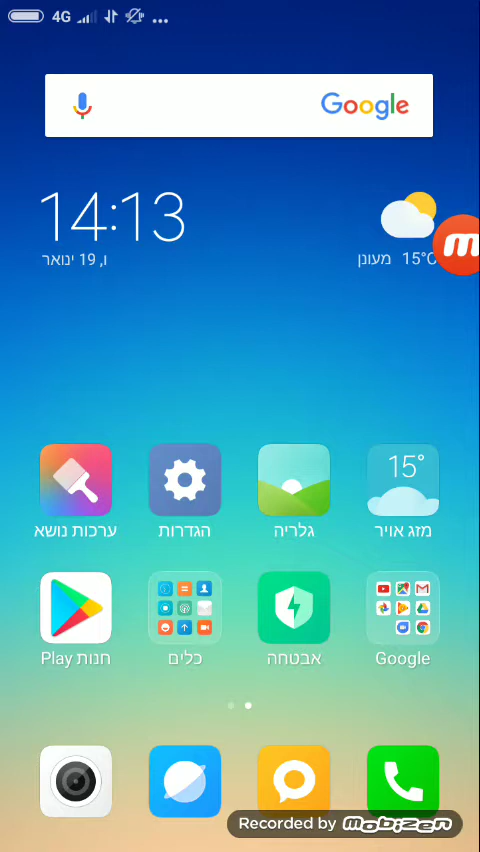 4G
Google
14:13
ו, 19 ינואר
15°C מעונן
15°
מזג אויר
גלריה
הגדרות
ערכות נושא
Google
אבטחה
כלים
חנות Play
Recorded by mobizen